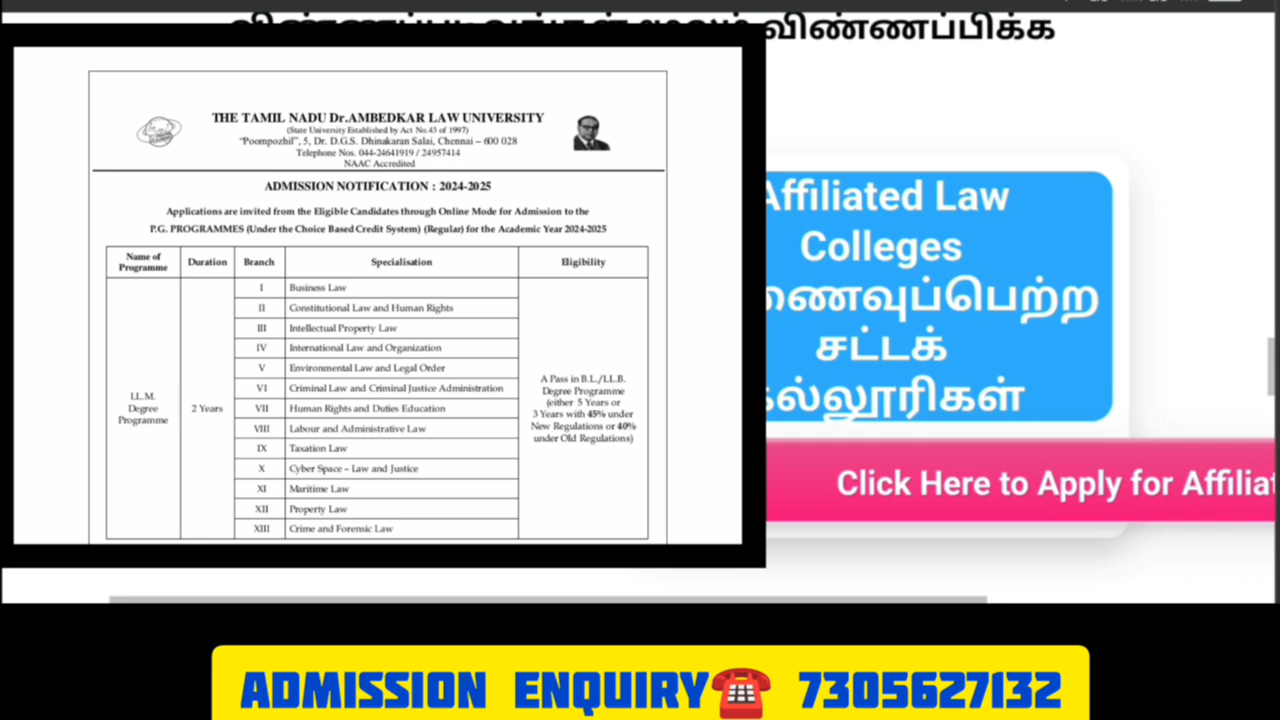 விண்ணப்பிக்க
THE TAMIL NADU Dr.AMBEDKAR LAW UNIVERSITY
(State University Established by Act No.43 of 1997)
"Poompozhil", 5, Dr. D.G.S. Dhinakaran Salai, Chennai – 600 028
Telephone Nos. 044-24641919 / 24957414
NAAC Accredited
ADMISSION NOTIFICATION : 2024-2025
Applications are invited from the Eligible Candidates through Online Mode for Admission to the
P.G. PROGRAMMES (Under the Choice Based Credit System) (Regular) for the Academic Year 2024-2025
Name of Programme Duration Branch Specialisation Eligibility
I Business Law
II Constitutional Law and Human Rights
III Intellectual Property Law
IV International Law and Organization
V Environmental Law and Legal Order
VI Criminal Law and Criminal Justice Administration
VII Human Rights and Duties Education
VIII Labour and Administrative Law
IX Taxation Law
X Cyber Space – Law and Justice
XI Maritime Law
XII Property Law
XIII Crime and Forensic Law
LL.M.
Degree
Programme
2 Years
A Pass in B.L./LL.B.
Degree Programme
(either 5 Years or
3 Years with 45% under
New Regulations or 40%
under Old Regulations)
Affiliated Law
Colleges
சட்டக்
Click Here to Apply for
ADMISSION ENQUIRY☎ 7305627132